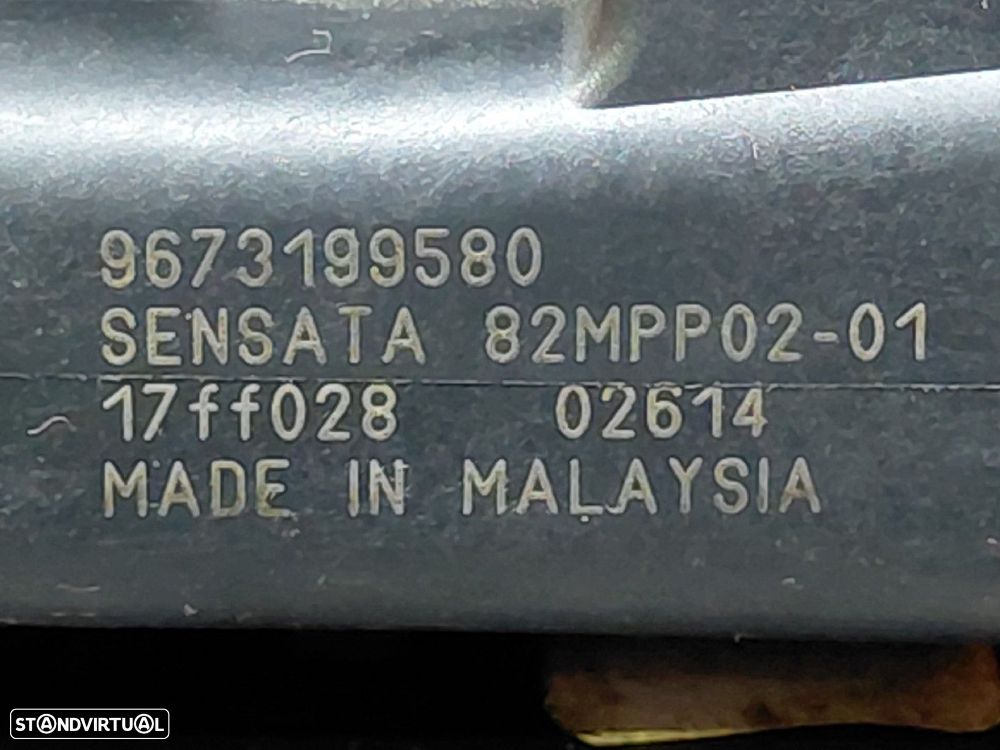 9673199580
SENSATA 82MPP02-01
17ff028 02614
MADE IN MALAYSIA
STANDVIRTUAL